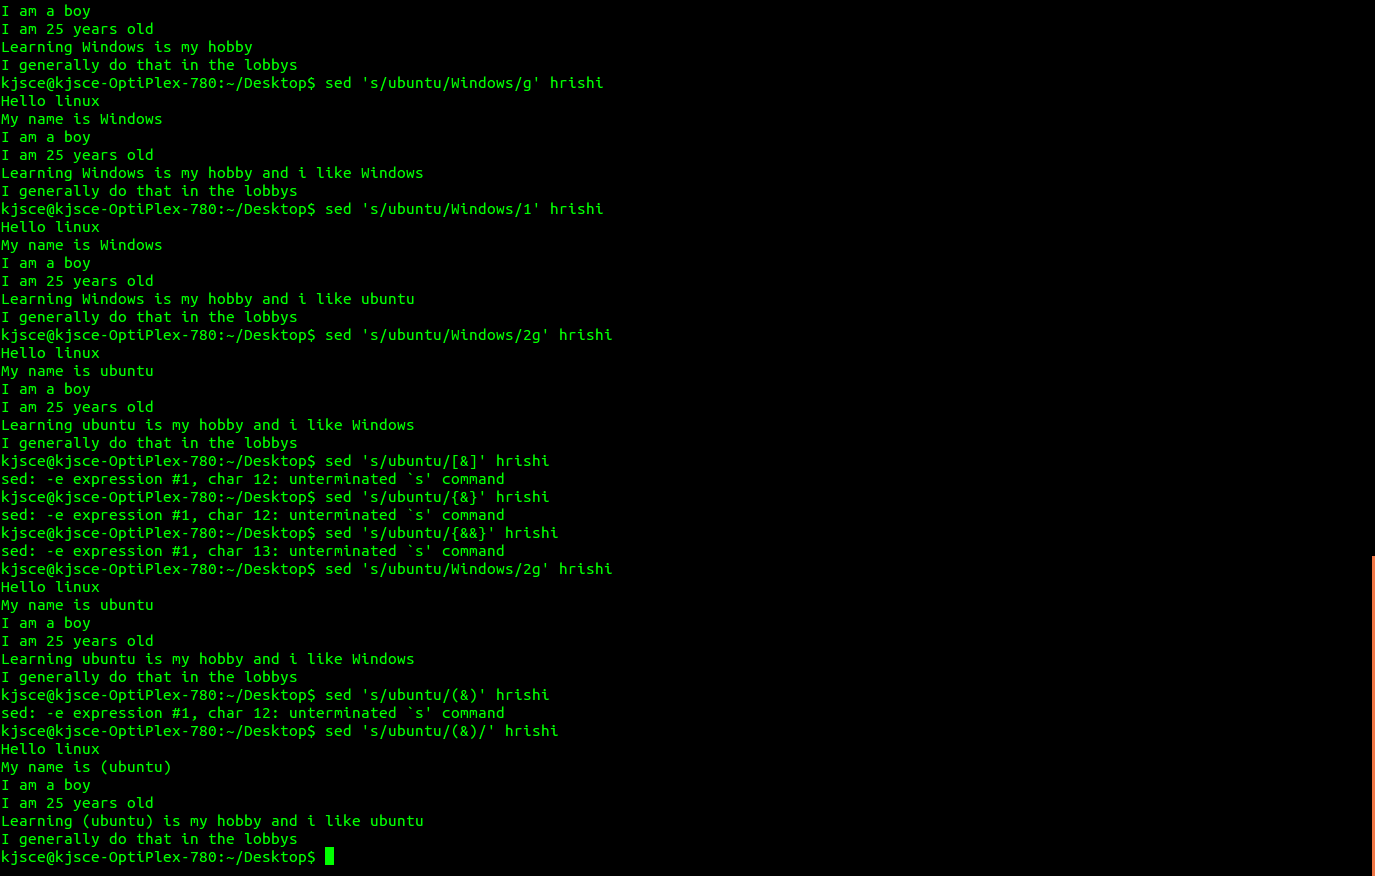 I am a boy
I am 25 years old
Learning Windows is my hobby
I generally do that in the lobbys
kjsce@kjsce-OptiPlex-780:~/Desktop$ sed 's/ubuntu/Windows/g' hrishi
Hello linux
My name is Windows
I am a boy
I am 25 years old
Learning Windows is my hobby and i like Windows
I generally do that in the lobbys
kjsce@kjsce-OptiPlex-780:~/Desktop$ sed 's/ubuntu/Windows/1' hrishi
Hello linux
My name is Windows
I am a boy
I am 25 years old
Learning Windows is my hobby and i like ubuntu
I generally do that in the lobbys
kjsce@kjsce-OptiPlex-780:~/Desktop$ sed 's/ubuntu/Windows/2g' hrishi
Hello linux
My name is ubuntu
I am a boy
I am 25 years old
Learning ubuntu is my hobby and i like Windows
I generally do that in the lobbys
kjsce@kjsce-OptiPlex-780:~/Desktop$ sed 's/ubuntu/[&]' hrishi
sed: -e expression #1, char 12: unterminated `s' command
kjsce@kjsce-OptiPlex-780:~/Desktop$ sed 's/ubuntu/{&}' hrishi
sed: -e expression #1, char 12: unterminated `s' command
kjsce@kjsce-OptiPlex-780:~/Desktop$ sed 's/ubuntu/{&&}' hrishi
sed: -e expression #1, char 13: unterminated `s' command
kjsce@kjsce-OptiPlex-780:~/Desktop$ sed 's/ubuntu/Windows/2g' hrishi
Hello linux
My name is ubuntu
I am a boy
I am 25 years old
Learning ubuntu is my hobby and i like Windows
I generally do that in the lobbys
kjsce@kjsce-OptiPlex-780:~/Desktop$ sed 's/ubuntu/(&)' hrishi
sed: -e expression #1, char 12: unterminated `s' command
kjsce@kjsce-OptiPlex-780:~/Desktop$ sed 's/ubuntu/(&)/' hrishi
Hello linux
My name is (ubuntu)
I am a boy
I am 25 years old
Learning (ubuntu) is my hobby and i like ubuntu
I generally do that in the lobbys
kjsce@kjsce-OptiPlex-780:~/Desktop$